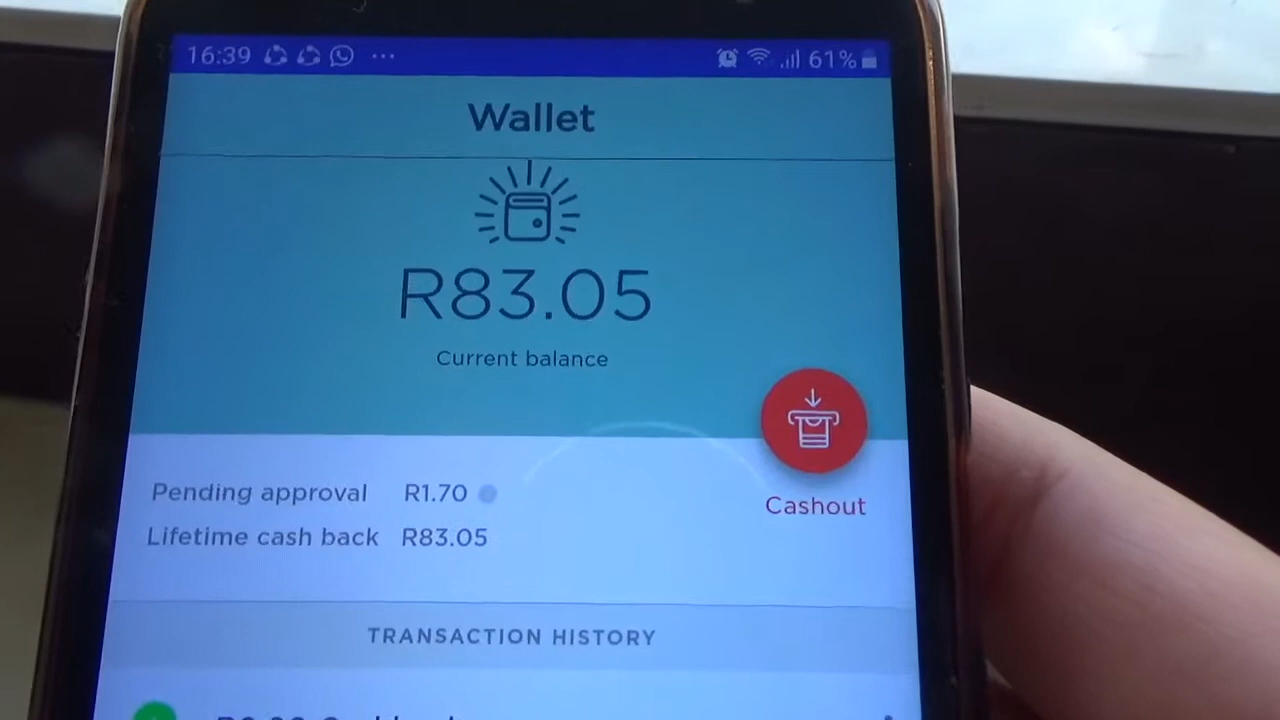 16:39 ... 61%
Wallet
R83.05
Current balance
Pending approval R1.70
Lifetime cash back R83.05
Cashout
TRANSACTION HISTORY